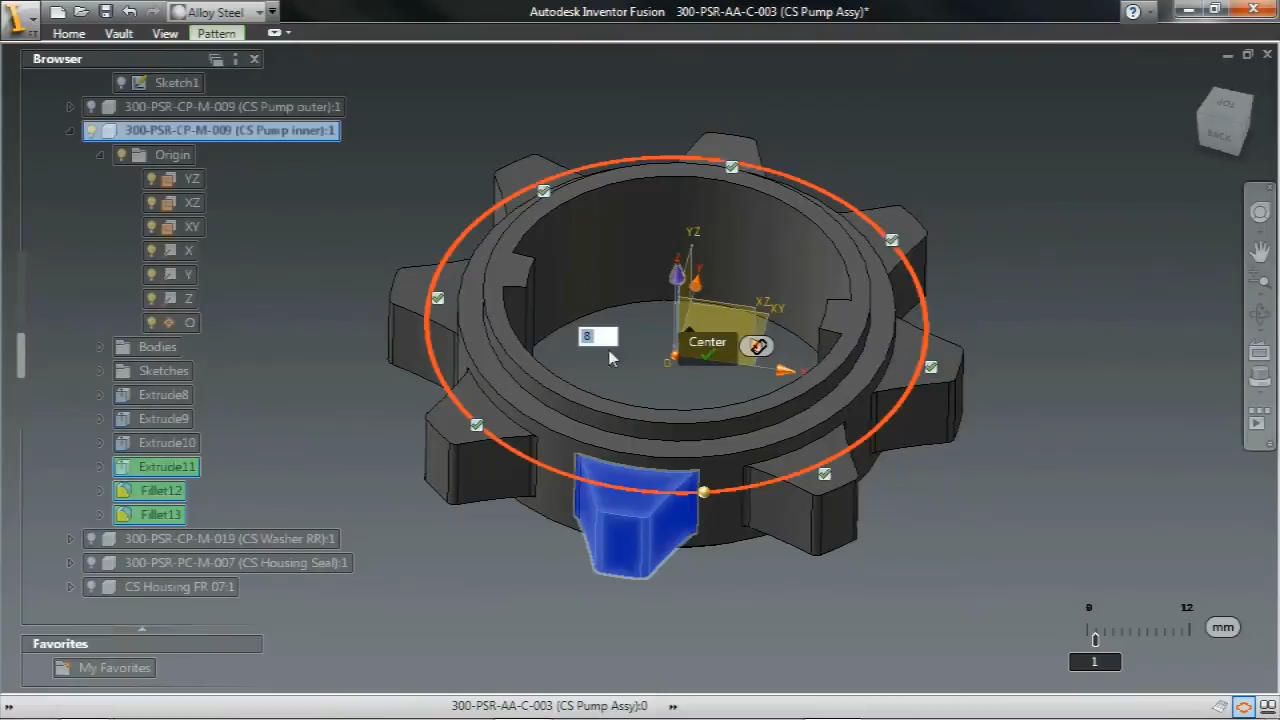 Alloy Steel
Autodesk Inventor Fusion 300-PSR-AA-C-003 (CS Pump Assy)*
Home Vault View Pattern
Browser
Sketch1
300-PSR-CP-M-009 (CS Pump outer):1
300-PSR-CP-M-009 (CS Pump inner):1
Origin
YZ
XZ
XY
X
Y
Z
O
Bodies
Sketches
Extrude8
Extrude9
Extrude10
Extrude11
Fillet12
Fillet13
300-PSR-CP-M-019 (CS Washer RR):1
300-PSR-PC-M-007 (CS Housing Seal):1
CS Housing FR 07:1
Favorites
My Favorites
TOP
BACK
YZ
Z
Y
XZ
XY
8
Center
O
X
0 12
mm
1
300-PSR-AA-C-003 (CS Pump Assy):0